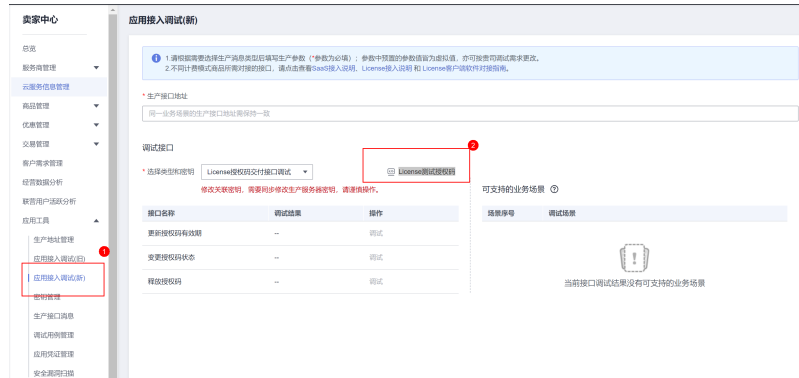 卖家中心
总览
服务商管理
云服务信息管理
商品管理
优惠管理
交易管理
客户需求管理
经营数据分析
联营用户活跃分析
应用工具
生产地址管理
应用接入调试(旧)
1
应用接入调试(新)
密钥管理
生产接口消息
调试用例管理
应用凭证管理
安全漏洞扫描
应用接入调试(新)
1.请根据需要选择生产消息类型后填写生产参数（*参数为必填）；参数中预置的参数值皆为虚拟值，亦可按贵司调试需求更改。
2.不同计费模式商品所需对接的接口，请点击查看SaaS接入说明、License接入说明 和 License客户端软件对接指南。
* 生产接口地址
同一业务场景的生产接口地址需保持一致
调试接口
2
* 选择类型和密钥
License授权码交付接口调试
License测试授权码
修改关联密钥，需要同步修改生产服务器密钥，请谨慎操作。
接口名称 调试结果 操作
更新授权码有效期 -- 调试
变更授权码状态 -- 调试
释放授权码 -- 调试
可支持的业务场景
场景序号 调试场景
当前接口调试结果没有可支持的业务场景